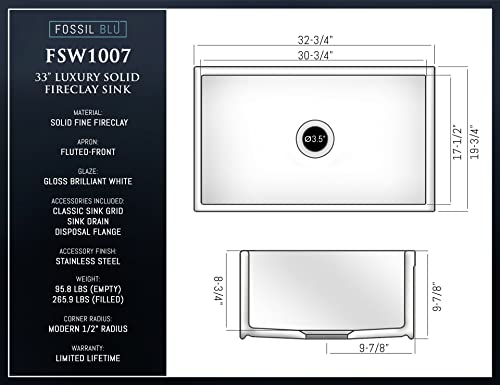 FOSSIL BLU
FSW1007
33" LUXURY SOLID
FIRECLAY SINK
MATERIAL:
SOLID FINE FIRECLAY
APRON:
FLUTED-FRONT
GLAZE:
GLOSS BRILLIANT WHITE
ACCESSORIES INCLUDED:
CLASSIC SINK GRID
SINK DRAIN
DISPOSAL FLANGE
ACCESSORY FINISH:
STAINLESS STEEL
WEIGHT:
95.8 LBS (EMPTY)
265.9 LBS (FILLED)
CORNER RADIUS:
MODERN 1/2" RADIUS
WARRANTY:
LIMITED LIFETIME
32-3/4"
30-3/4"
Ø3.5"
17-1/2"
19-3/4"
8-3/4"
9-7/8"
9-7/8"